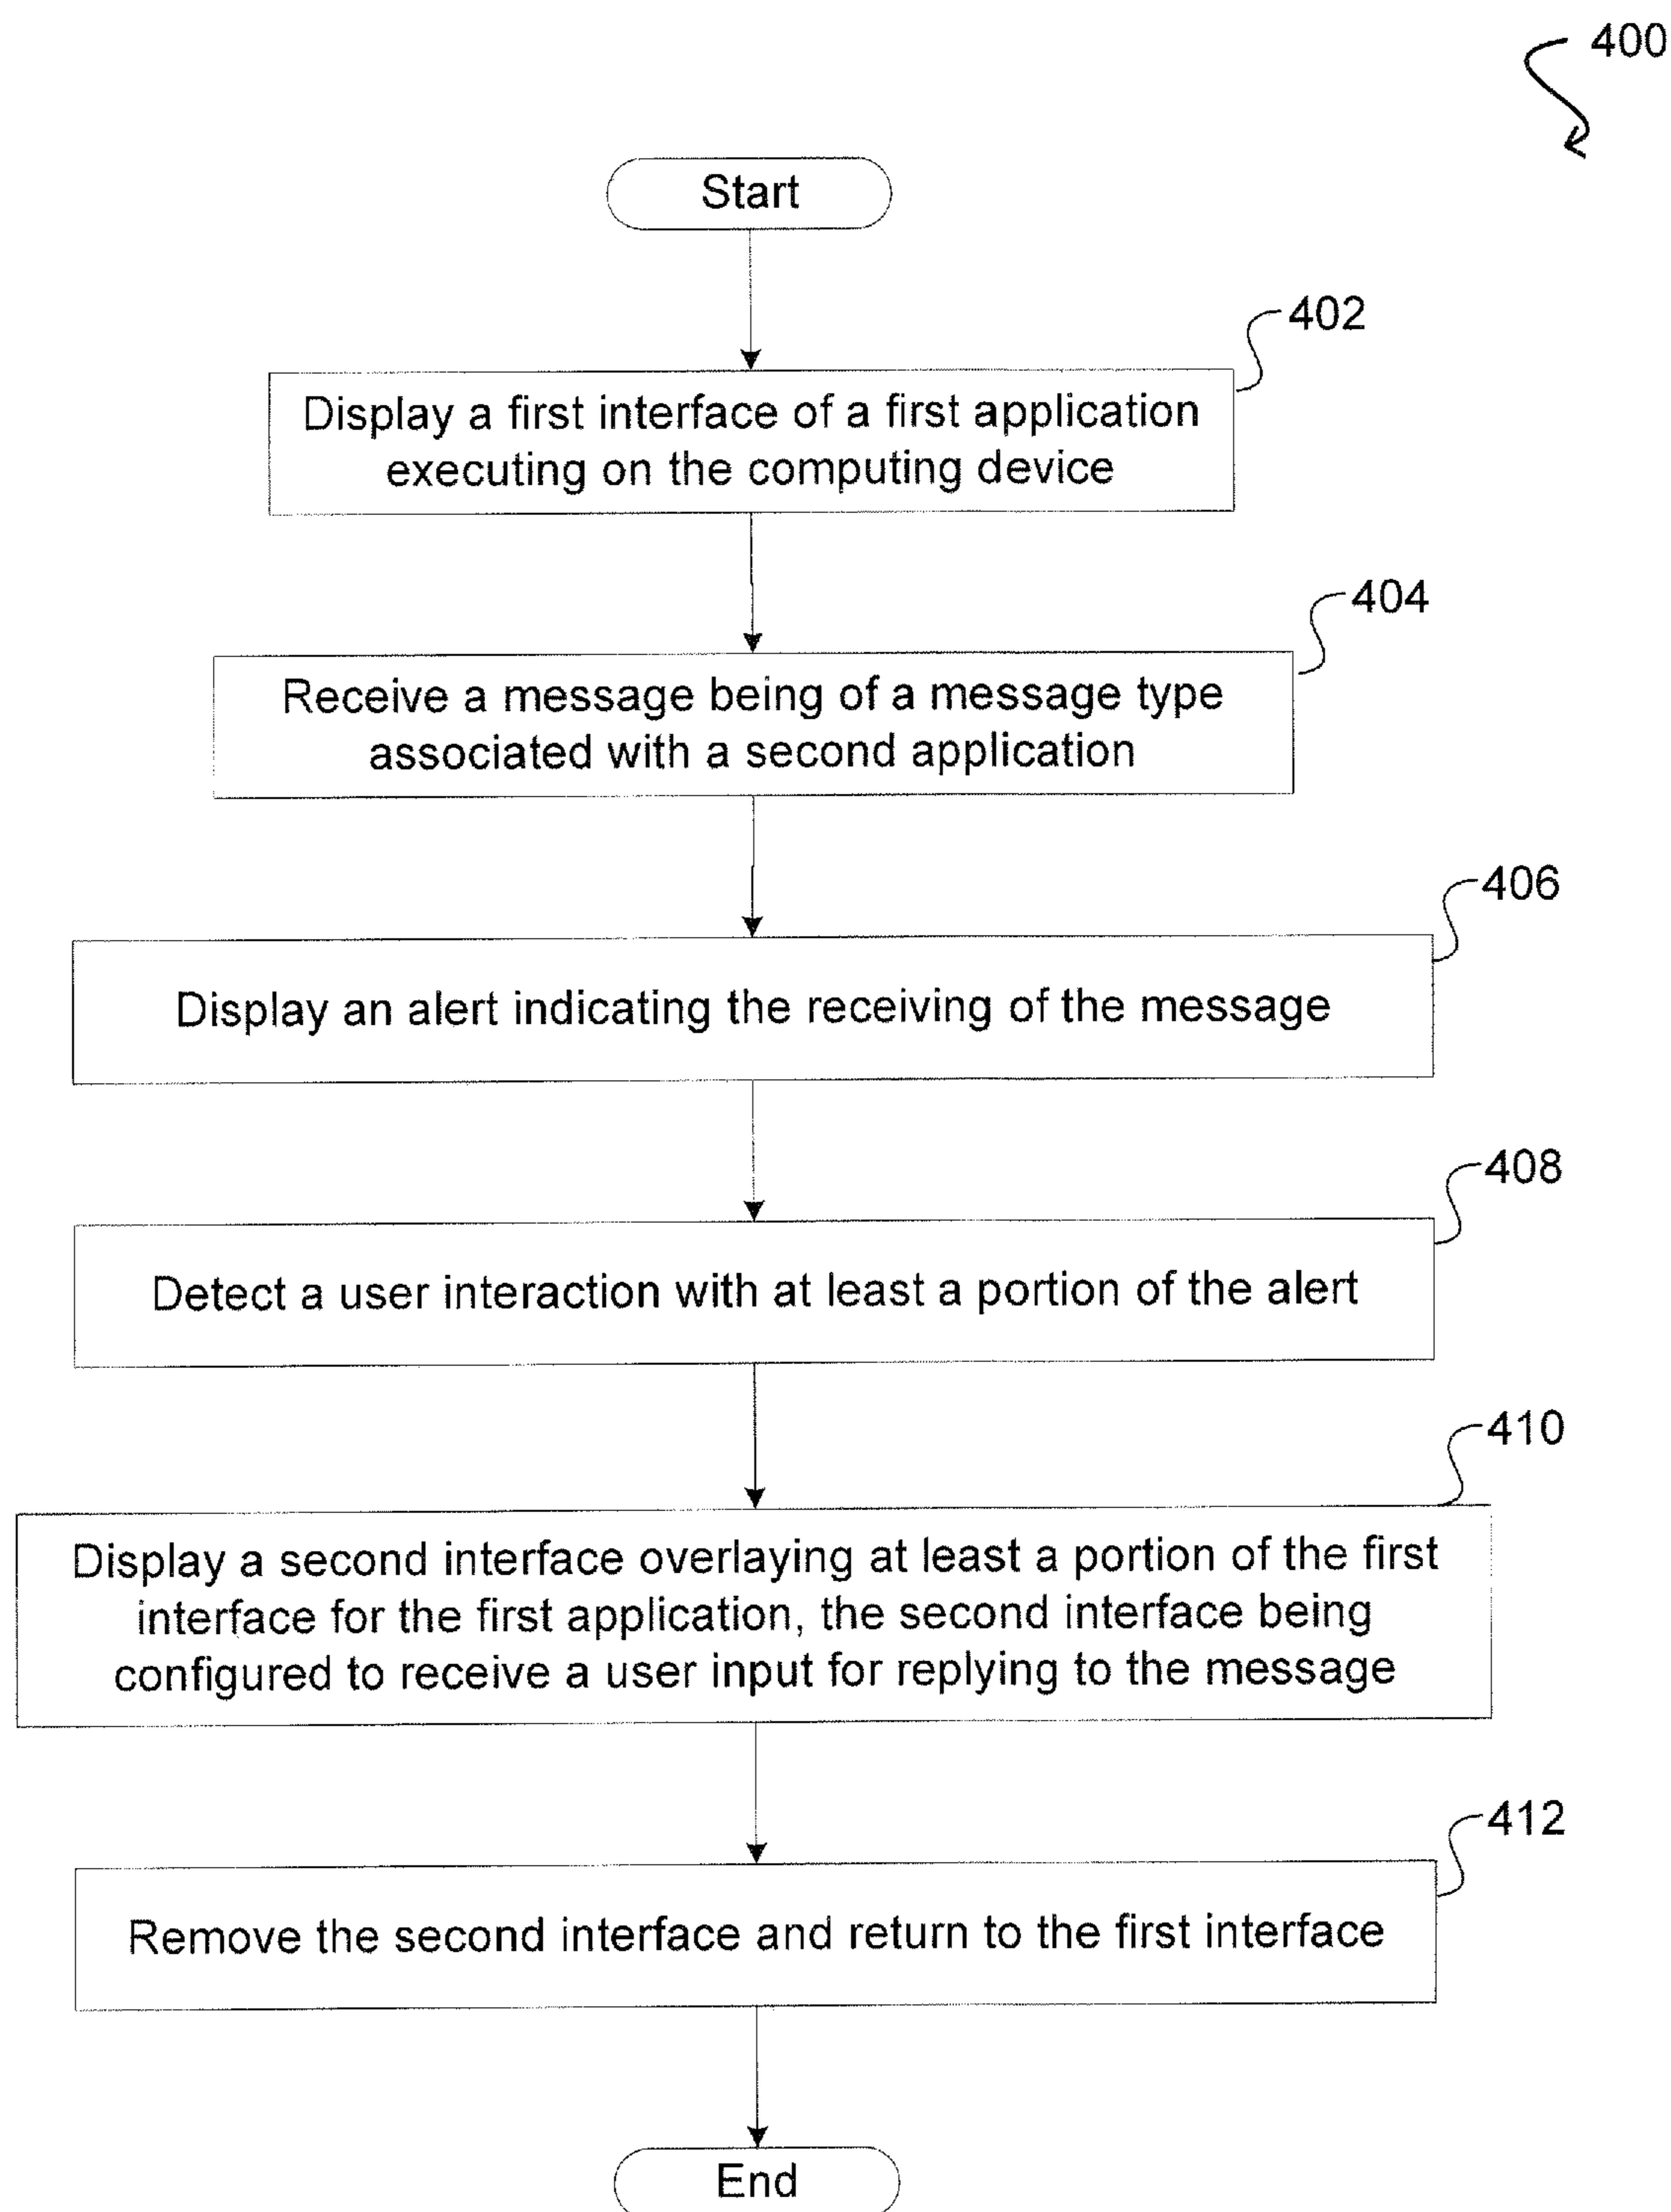 400
Start
402
Display a first interface of a first application
executing on the computing device
404
Receive a message being of a message type
associated with a second application
406
Display an alert indicating the receiving of the message
408
Detect a user interaction with at least a portion of the alert
410
Display a second interface overlaying at least a portion of the first
interface for the first application, the second interface being
configured to receive a user input for replying to the message
412
Remove the second interface and return to the first interface
End